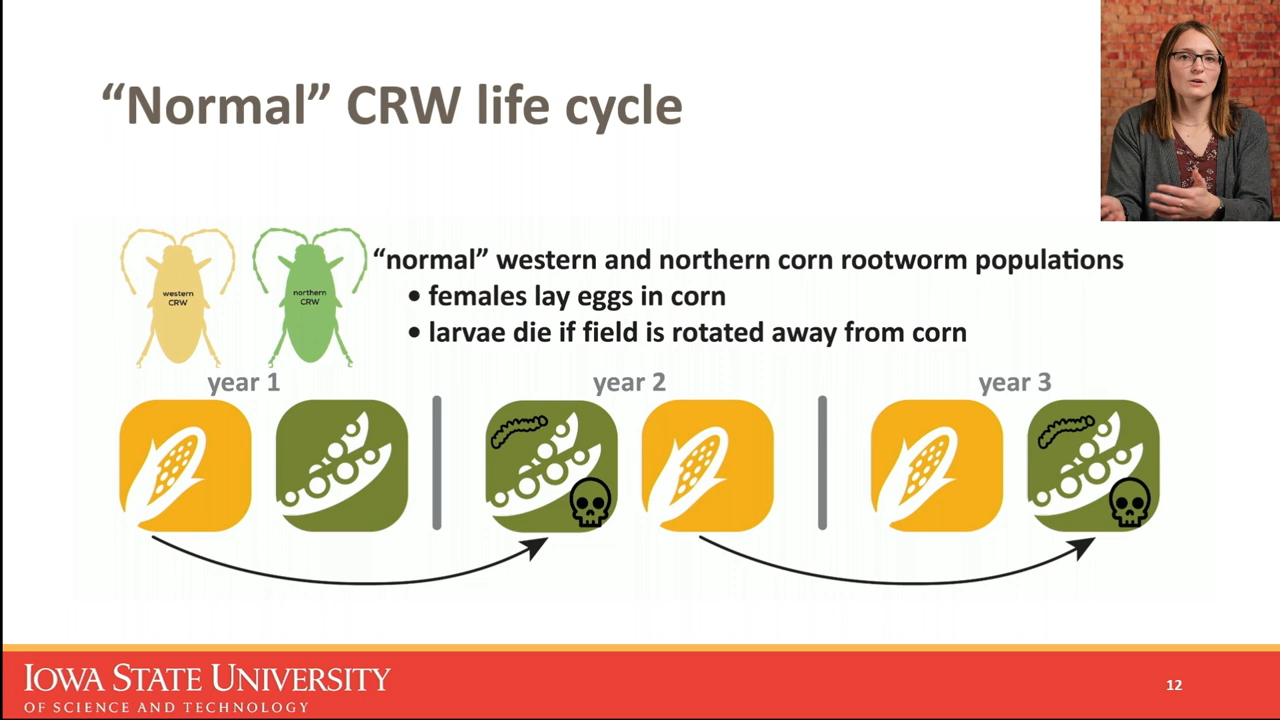 “Normal” CRW life cycle
western
CRW
northern
CRW
“normal” western and northern corn rootworm populations
• females lay eggs in corn
• larvae die if field is rotated away from corn
year 1
year 2
year 3
IOWA STATE UNIVERSITY
OF SCIENCE AND TECHNOLOGY
12